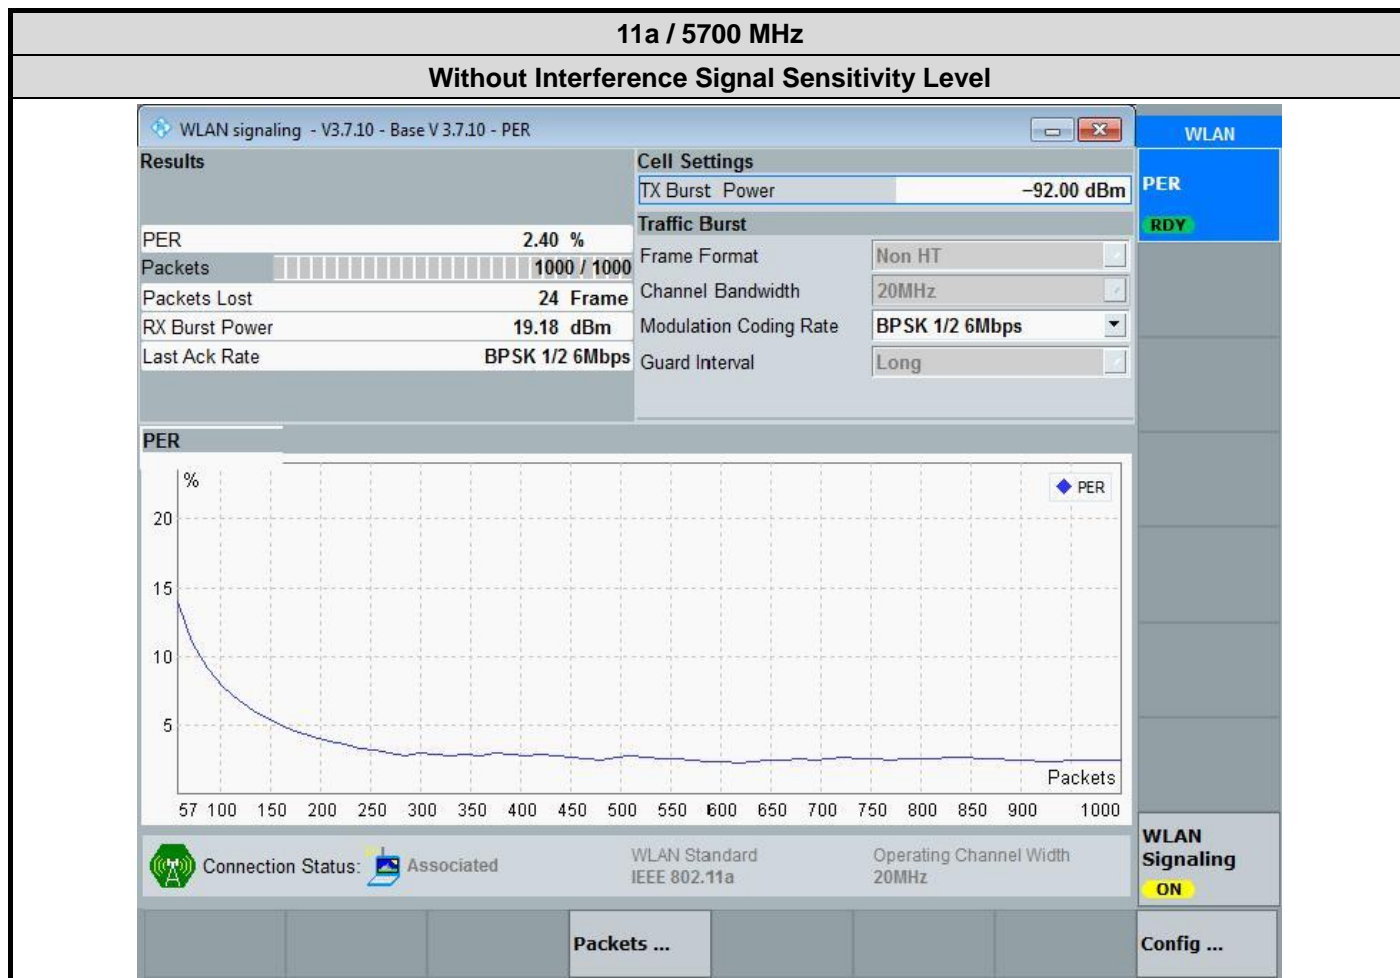 11a / 5700 MHz
Without Interference Signal Sensitivity Level
WLAN signaling - V3.7.10 - Base V 3.7.10 - PER
WLAN
Results
Cell Settings
TX Burst Power −92.00 dBm
PER
RDY
Traffic Burst
PER 2.40 %
Frame Format Non HT
Packets 1000 / 1000
Channel Bandwidth 20MHz
Packets Lost 24 Frame
Modulation Coding Rate BPSK 1/2 6Mbps
RX Burst Power 19.18 dBm
Guard Interval Long
Last Ack Rate BPSK 1/2 6Mbps
PER
%
PER
20
15
10
5
Packets
57 100 150 200 250 300 350 400 450 500 550 600 650 700 750 800 850 900 1000
Connection Status: Associated
WLAN Standard
IEEE 802.11a
Operating Channel Width
20MHz
WLAN
Signaling
ON
Packets ...
Config ...